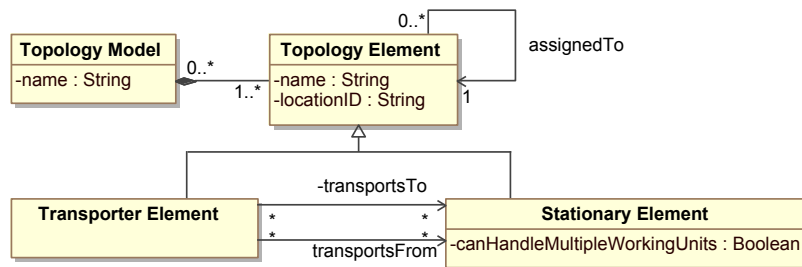 0..*
Topology Model
Topology Element
assignedTo
-name : String
0..*
-name : String
1..*
-locationID : String
1
-transportsTo
Transporter Element
Stationary Element
* *
* *
-canHandleMultipleWorkingUnits : Boolean
transportsFrom